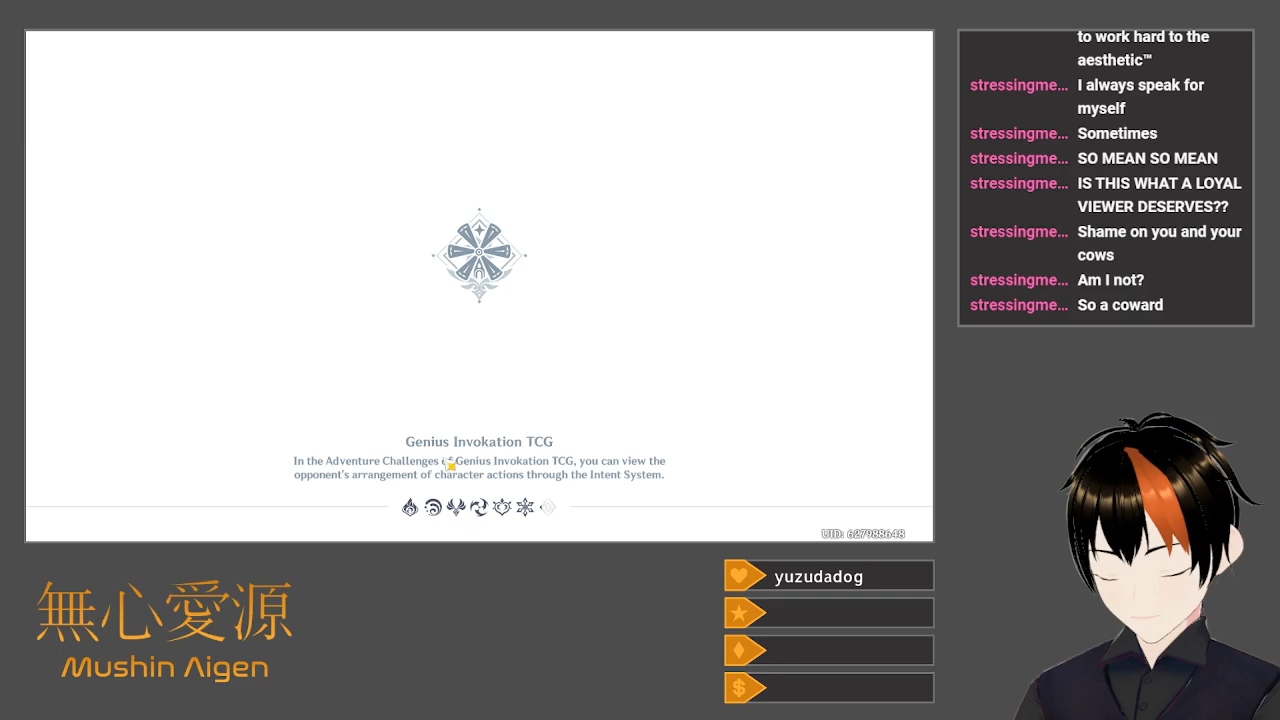 Genius Invokation TCG
In the Adventure Challenges of Genius Invokation TCG, you can view the
opponent's arrangement of character actions through the Intent System.
UID: 627988648
to work hard to the
aesthetic™
stressingme... I always speak for
myself
stressingme... Sometimes
stressingme... SO MEAN SO MEAN
stressingme... IS THIS WHAT A LOYAL
VIEWER DESERVES??
stressingme... Shame on you and your
cows
stressingme... Am I not?
stressingme... So a coward
無心愛源
Mushin Aigen
yuzudadog
$